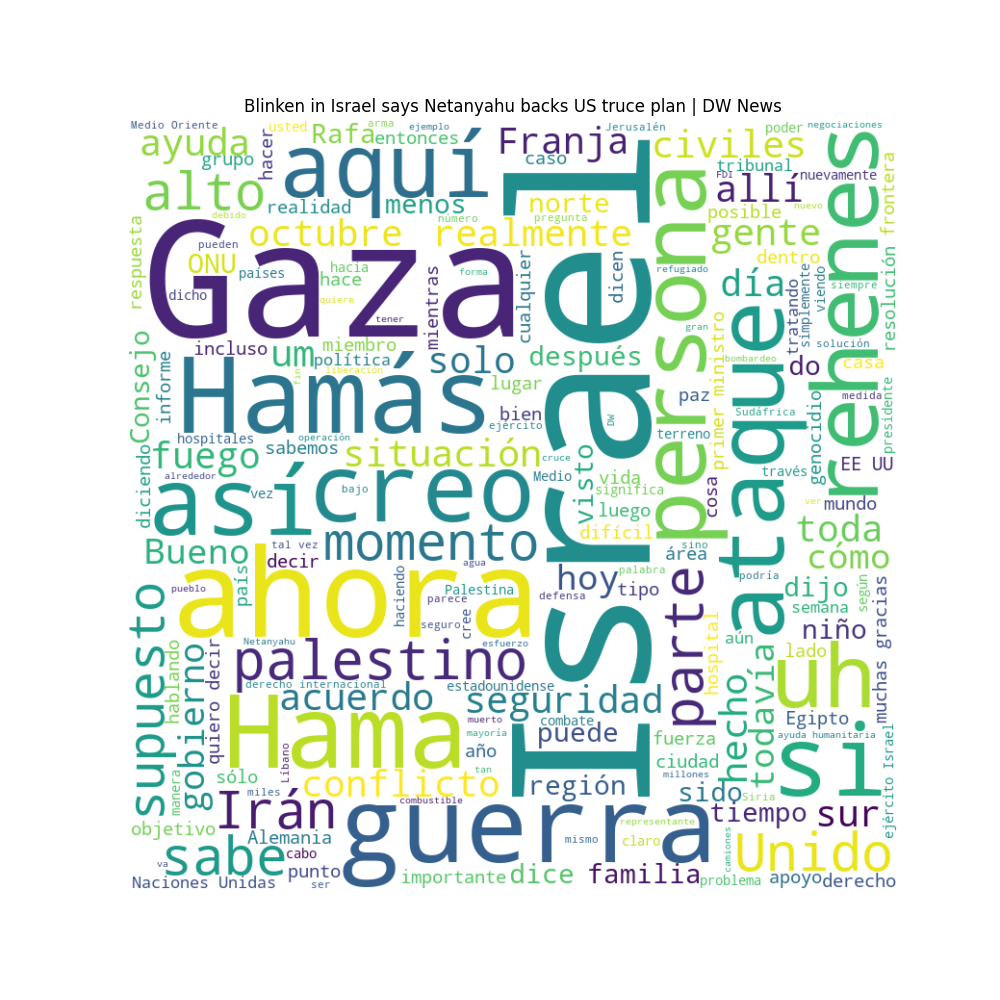 Blinken in Israel says Netanyahu backs US truce plan | DW News
Medio Oriente
ayuda
grupo
hacer
usted
Rafa
arma
ejemplo
entonces
aquí
Franja
caso
Jerusalén
civiles
poder
negociaciones
tribunal
FDI
nuevamente
alto
realidad
menos
norte
allí
posible
debido
número
pregunta
nuevo
respuesta
pueden
octubre
realmente
gente
frontera
ONU
Gaza
países
hacia
hace
forma
dicen
refugiado
dentro
siempre
dicho
quiere
mientras
cualquier
Israel
persona
día
tratando
simplemente
viendo
rehenes
resolución
tener
gran
incluso
um
miembro
política
solo
después
primer ministro
ataque
solución
Consejo
informe
liberación
fin
lugar
bombardeo
do
casa
Hamás
bien
ejército
DW
paz
Sudáfrica
medida
presidente
hospitales
operación
sabemos
terreno
genocidio
diciendo
fuego
situación
cruce
visto
través
EE UU
alrededor
así
vez
creo
bajo
Medio
vida
significa
cosa
mundo
ver
luego
difícil
toda
Bueno
tal vez
momento
sino
área
cómo
decir
país
ahora
agua
hoy
tipo
palabra
podría
pueblo
haciendo
Palestina
defensa
dijo
según
supuesto
parece
semana
seguro
cree
parte
hospital
aún
niño
muchas gracias
Netanyahu
esfuerzo
hablando
gobierno
quiero decir
palestino
lado
uh
derecho internacional
estadounidense
acuerdo
seguridad
hecho
todavía
Hama
muerto
combate
Egipto
mayoría
puede
fuerza
ayuda humanitaria
año
si
ejército Israel
manera
sólo
Líbano
conflicto
tan
región
ciudad
millones
miles
sido
Siria
Irán
combustible
guerra
tiempo
sur
objetivo
Alemania
representante
sabe
cabo
mismo
claro
camiones
Unido
va
punto
Naciones Unidas
ser
importante
dice
familia
problema
apoyo
derecho